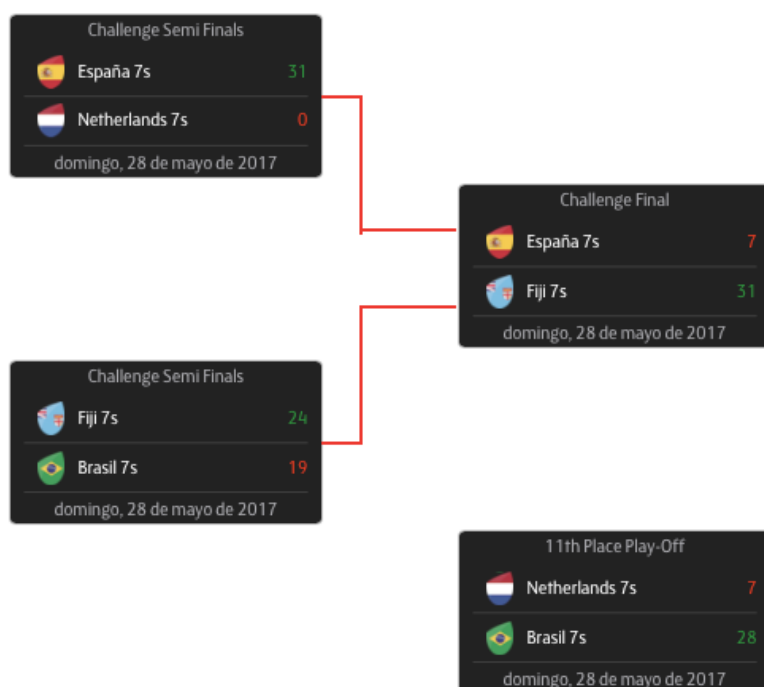 Challenge Semi Finals
España 7s 31
Netherlands 7s 0
domingo, 28 de mayo de 2017
Challenge Final
España 7s 7
Fiji 7s 31
domingo, 28 de mayo de 2017
Challenge Semi Finals
Fiji 7s 24
Brasil 7s 19
domingo, 28 de mayo de 2017
11th Place Play-Off
Netherlands 7s 7
Brasil 7s 28
domingo, 28 de mayo de 2017